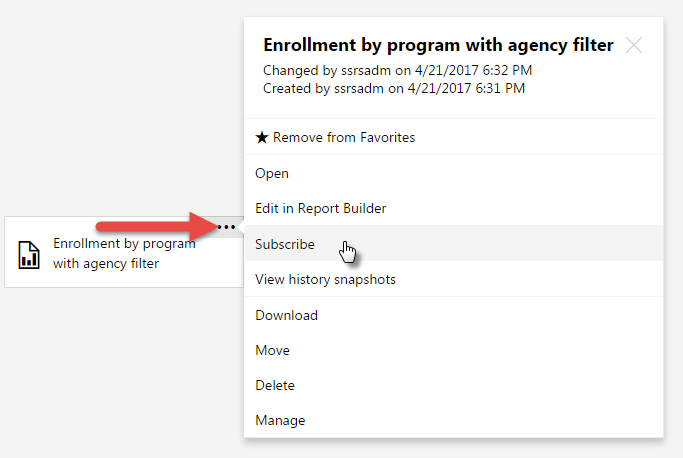 Enrollment by program with agency filter
Changed by ssrsadm on 4/21/2017 6:32 PM
Created by ssrsadm on 4/21/2017 6:31 PM
★ Remove from Favorites
Open
Edit in Report Builder
Subscribe
View history snapshots
Download
Move
Delete
Manage
Enrollment by program
with agency filter